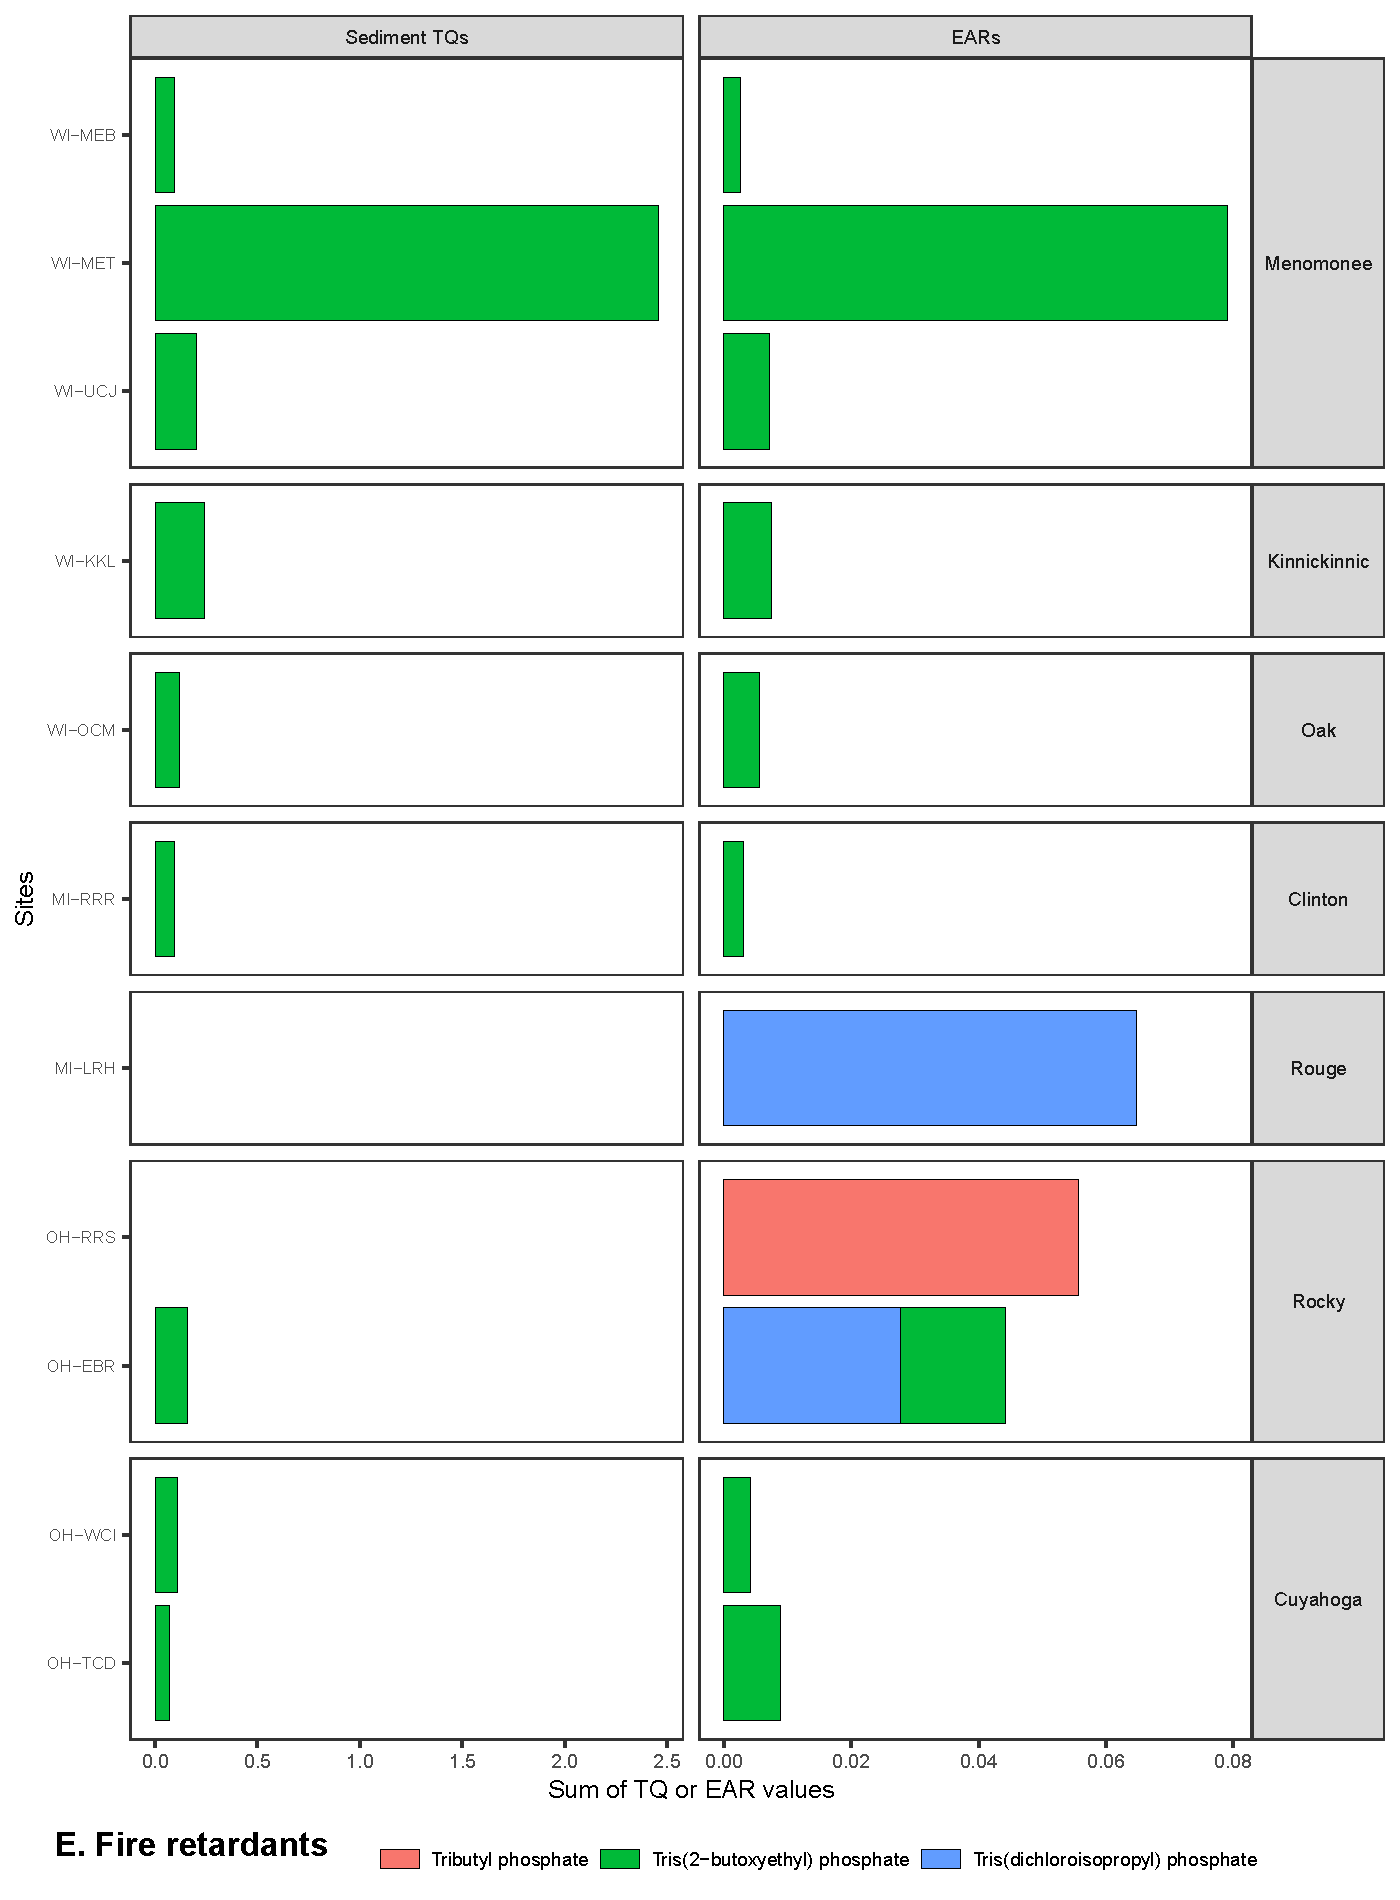 Sediment TQs
EARs
WI−MEB
WI−MET
WI−UCJ
Menomonee
WI−KKL
Kinnickinnic
WI−OCM
Oak
MI−RRR
Clinton
Sites
MI−LRH
Rouge
OH−RRS
OH−EBR
Rocky
OH−WCI
OH−TCD
Cuyahoga
0.0 0.5 1.0 1.5 2.0 2.5
0.00 0.02 0.04 0.06 0.08
Sum of TQ or EAR values
E. Fire retardants
Tributyl phosphate Tris(2−butoxyethyl) phosphate Tris(dichloroisopropyl) phosphate